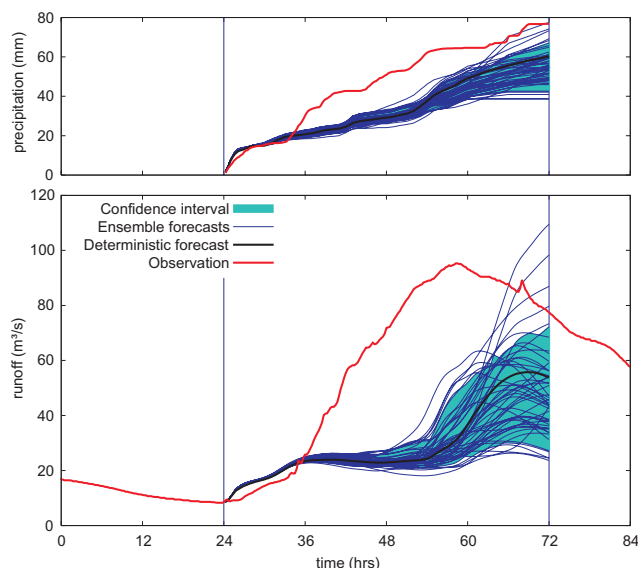 80
60
40
20
0
precipitation (mm)
120
100
80
60
40
20
0
runoff (m³/s)
Confidence interval
Ensemble forecasts
Deterministic forecast
Observation
0 12 24 36 48 60 72 84
time (hrs)